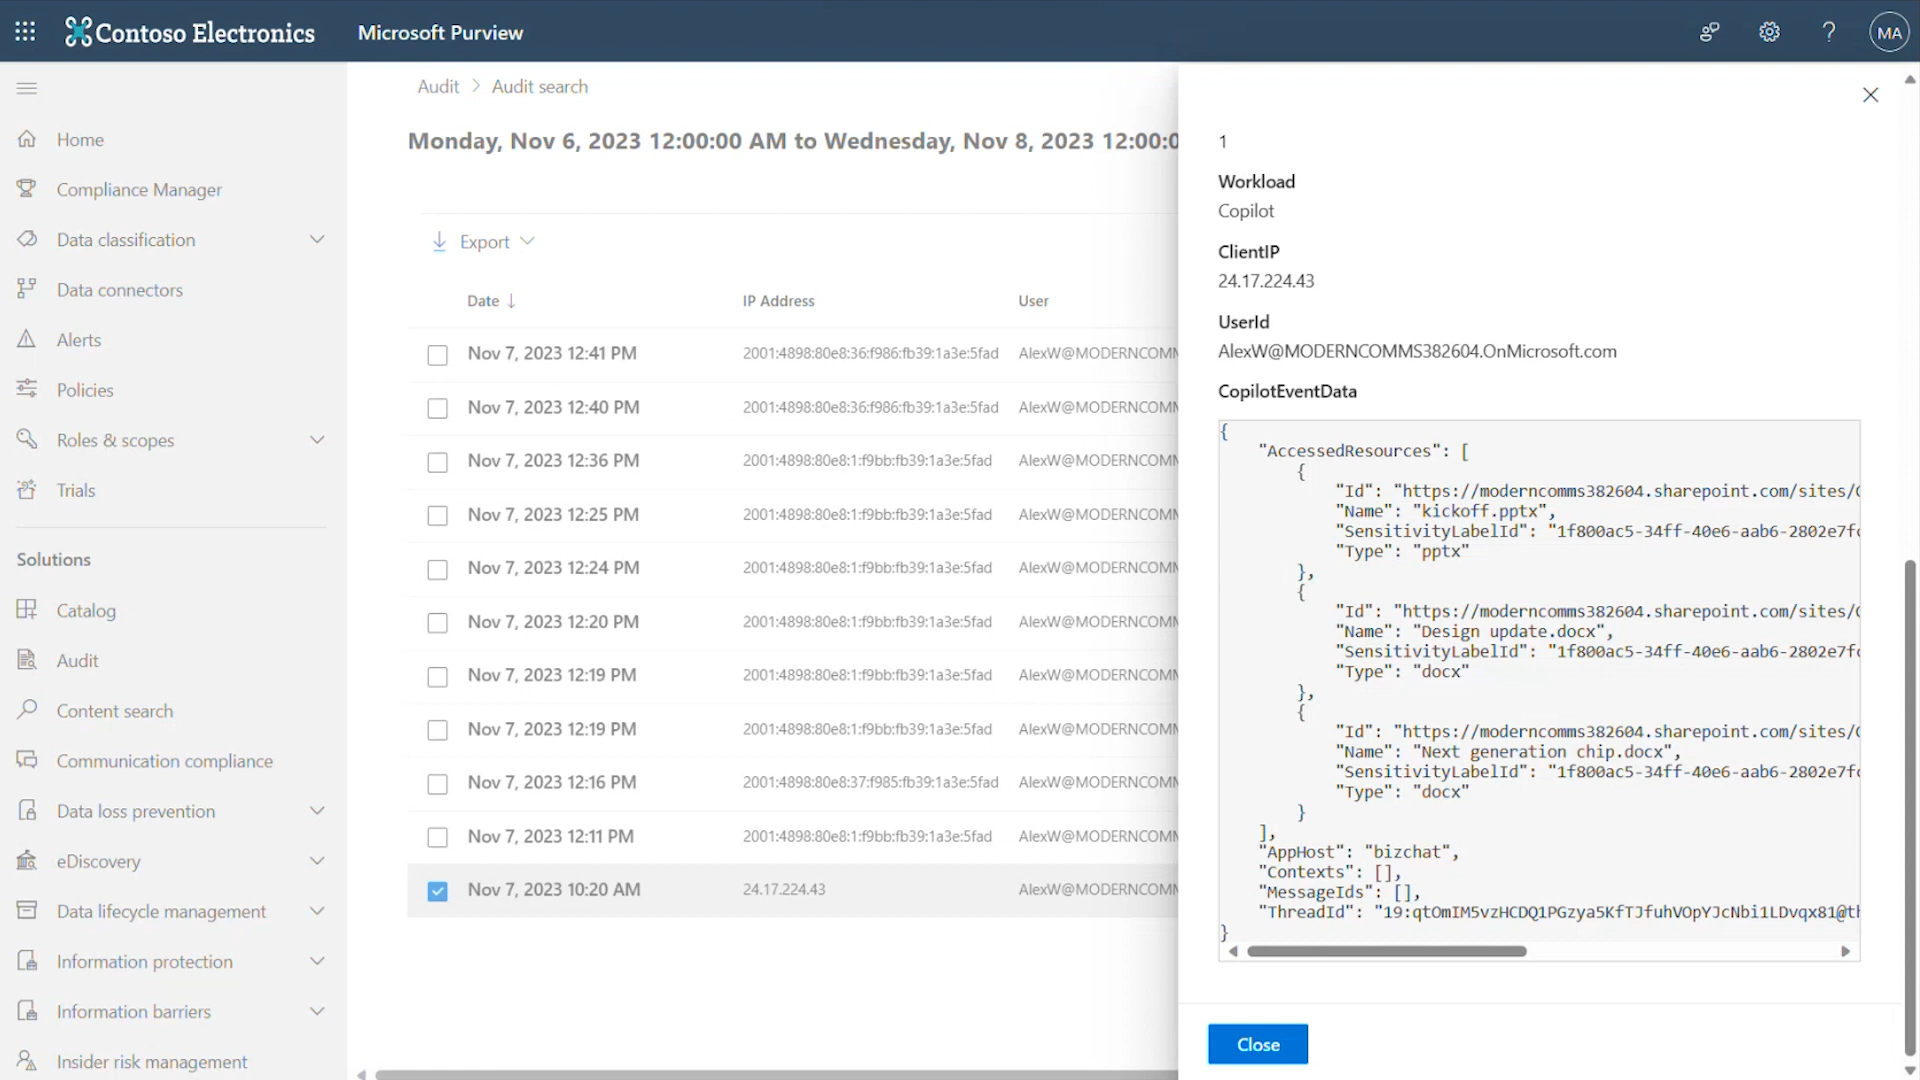 Contoso Electronics
Microsoft Purview
MA
Home
Compliance Manager
Data classification
Data connectors
Alerts
Policies
Roles & scopes
Trials
Solutions
Catalog
Audit
Content search
Communication compliance
Data loss prevention
eDiscovery
Data lifecycle management
Information protection
Information barriers
Insider risk management
Audit > Audit search
Monday, Nov 6, 2023 12:00:00 AM to Wednesday, Nov 8, 2023 12:00:0
Export
Date ↓ IP Address User
Nov 7, 2023 12:41 PM 2001:4898:80e8:36:f986:fb39:1a3e:5fad AlexW@MODERNCOMM
Nov 7, 2023 12:40 PM 2001:4898:80e8:36:f986:fb39:1a3e:5fad AlexW@MODERNCOMM
Nov 7, 2023 12:36 PM 2001:4898:80e8:1:f9bb:fb39:1a3e:5fad AlexW@MODERNCOMM
Nov 7, 2023 12:25 PM 2001:4898:80e8:1:f9bb:fb39:1a3e:5fad AlexW@MODERNCOMM
Nov 7, 2023 12:24 PM 2001:4898:80e8:1:f9bb:fb39:1a3e:5fad AlexW@MODERNCOMM
Nov 7, 2023 12:20 PM 2001:4898:80e8:1:f9bb:fb39:1a3e:5fad AlexW@MODERNCOMM
Nov 7, 2023 12:19 PM 2001:4898:80e8:1:f9bb:fb39:1a3e:5fad AlexW@MODERNCOMM
Nov 7, 2023 12:19 PM 2001:4898:80e8:1:f9bb:fb39:1a3e:5fad AlexW@MODERNCOMM
Nov 7, 2023 12:16 PM 2001:4898:80e8:37:f985:fb39:1a3e:5fad AlexW@MODERNCOMM
Nov 7, 2023 12:11 PM 2001:4898:80e8:1:f9bb:fb39:1a3e:5fad AlexW@MODERNCOMM
Nov 7, 2023 10:20 AM 24.17.224.43 AlexW@MODERNCOMM
1
Workload
Copilot
ClientIP
24.17.224.43
UserId
AlexW@MODERNCOMMS382604.OnMicrosoft.com
CopilotEventData
{
"AccessedResources": [
{
"Id": "https://moderncomms382604.sharepoint.com/sites/
"Name": "kickoff.pptx",
"SensitivityLabelId": "1f800ac5-34ff-40e6-aab6-2802e7f
"Type": "pptx"
},
{
"Id": "https://moderncomms382604.sharepoint.com/sites/
"Name": "Design update.docx",
"SensitivityLabelId": "1f800ac5-34ff-40e6-aab6-2802e7f
"Type": "docx"
},
{
"Id": "https://moderncomms382604.sharepoint.com/sites/
"Name": "Next generation chip.docx",
"SensitivityLabelId": "1f800ac5-34ff-40e6-aab6-2802e7f
"Type": "docx"
}
],
"AppHost": "bizchat",
"Contexts": [],
"MessageIds": [],
"ThreadId": "19:qtOmIM5vzHCDQ1PGzya5KfTJfuhVOpYJcNbi1LDvqx81@t
}
Close